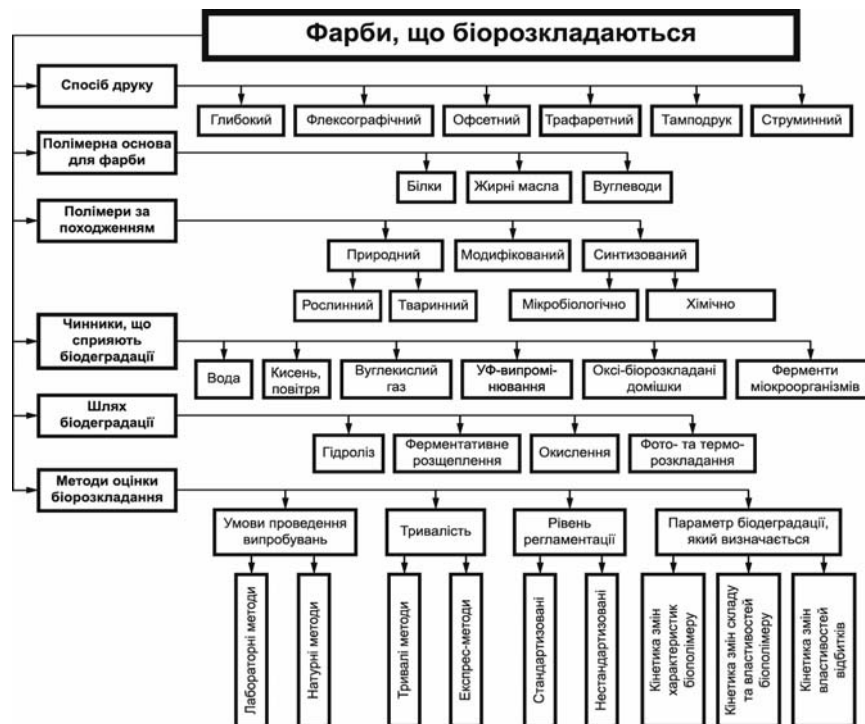 Фарби, що біорозкладаються
Спосіб друку
Глибокий
Флексографічний
Офсетний
Трафаретний
Тамподрук
Струминний
Полімерна основа
для фарби
Білки
Жирні масла
Вуглеводи
Полімери за
походженням
Природний
Модифікований
Синтизований
Рослинний
Тваринний
Мікробіологічно
Хімічно
Чинники, що
сприяють
біодеградації
Вода
Кисень,
повітря
Вуглекислий
газ
УФ-випромі-
нювання
Оксі-біорозкладані
домішки
Ферменти
міокроорганізмів
Шлях
біодеградації
Гідроліз
Ферментативне
розщеплення
Окислення
Фото- та термо-
розкладання
Методи оцінки
біорозкладання
Умови проведення
випробувань
Тривалість
Рівень
регламентації
Параметр біодеградації,
який визначається
Лабораторні методи
Натурні методи
Тривалі методи
Експрес-методи
Стандартизовані
Нестандартизовані
Кінетика змін
характеристик
біополімеру
Кінетика змін складу
та властивостей
біополімеру
Кінетика змін
властивостей
відбитків